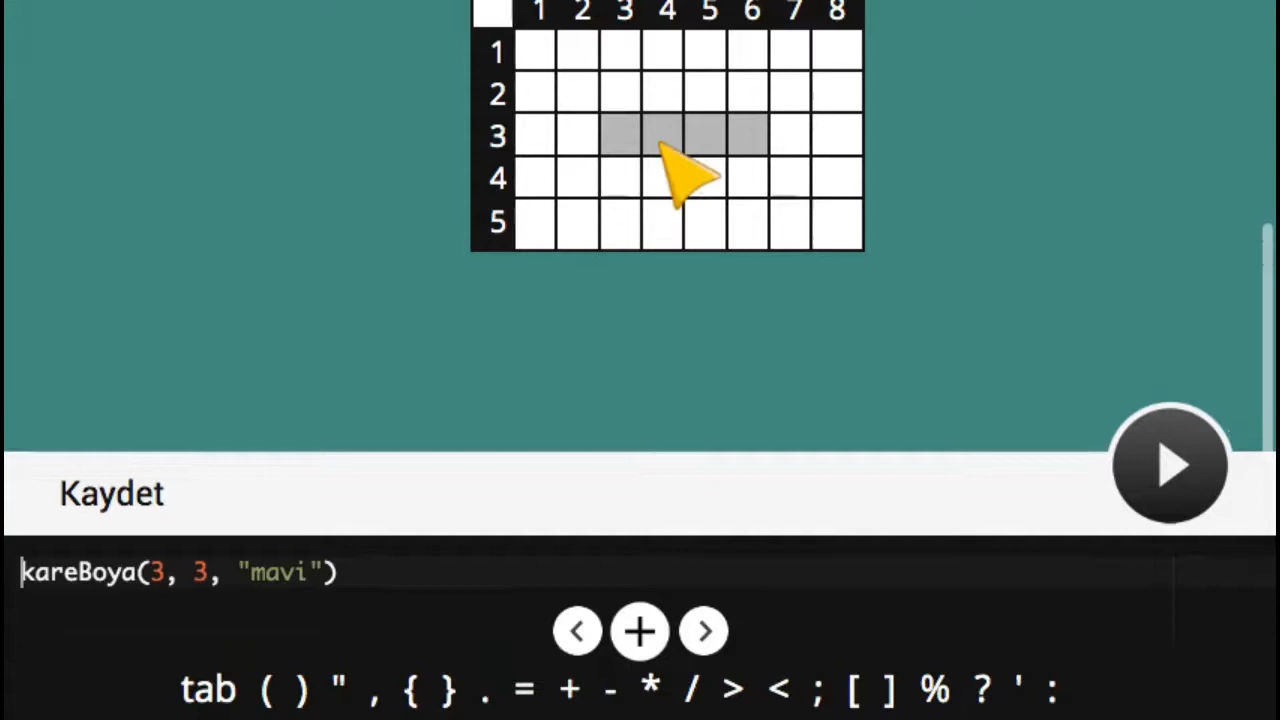 1 2 3 4 5 6 7 8
1
2
3
4
5
Kaydet
kareBoya(3, 3, "mavi")
< + >
tab ( ) " , { } . = + - * / > < ; [ ] % ? ' :